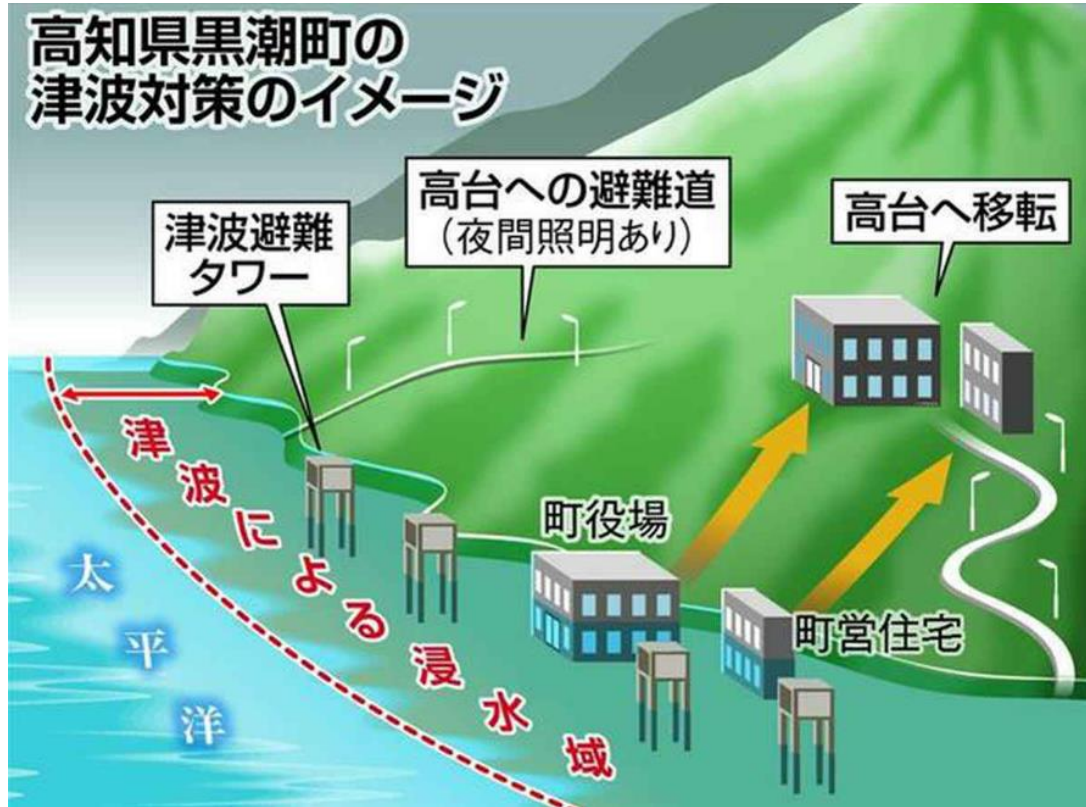 高知県黒潮町の
津波対策のイメージ
津波避難
タワー
高台への避難道
(夜間照明あり)
高台へ移転
町役場
町営住宅
津波による浸水域
太平洋